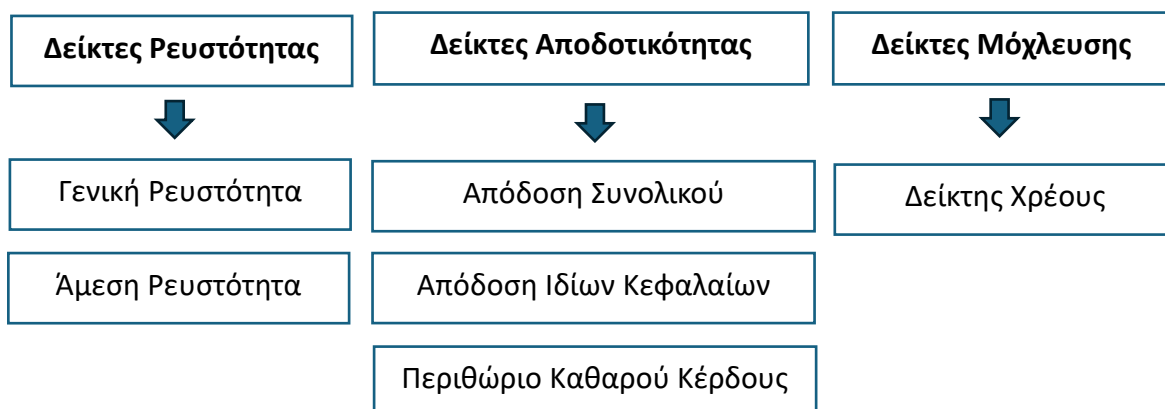 Δείκτες Ρευστότητας
Γενική Ρευστότητα
Άμεση Ρευστότητα
Δείκτες Αποδοτικότητας
Απόδοση Συνολικού
Απόδοση Ιδίων Κεφαλαίων
Περιθώριο Καθαρού Κέρδους
Δείκτες Μόχλευσης
Δείκτης Χρέους